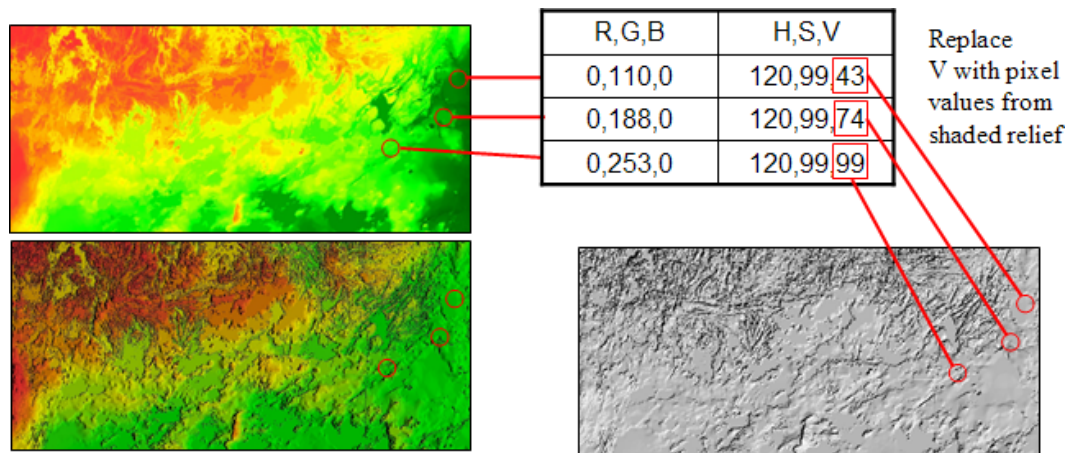 R,G,B H,S,V
0,110,0 120,99,43
0,188,0 120,99,74
0,253,0 120,99,99
Replace
V with pixel
values from
shaded relief